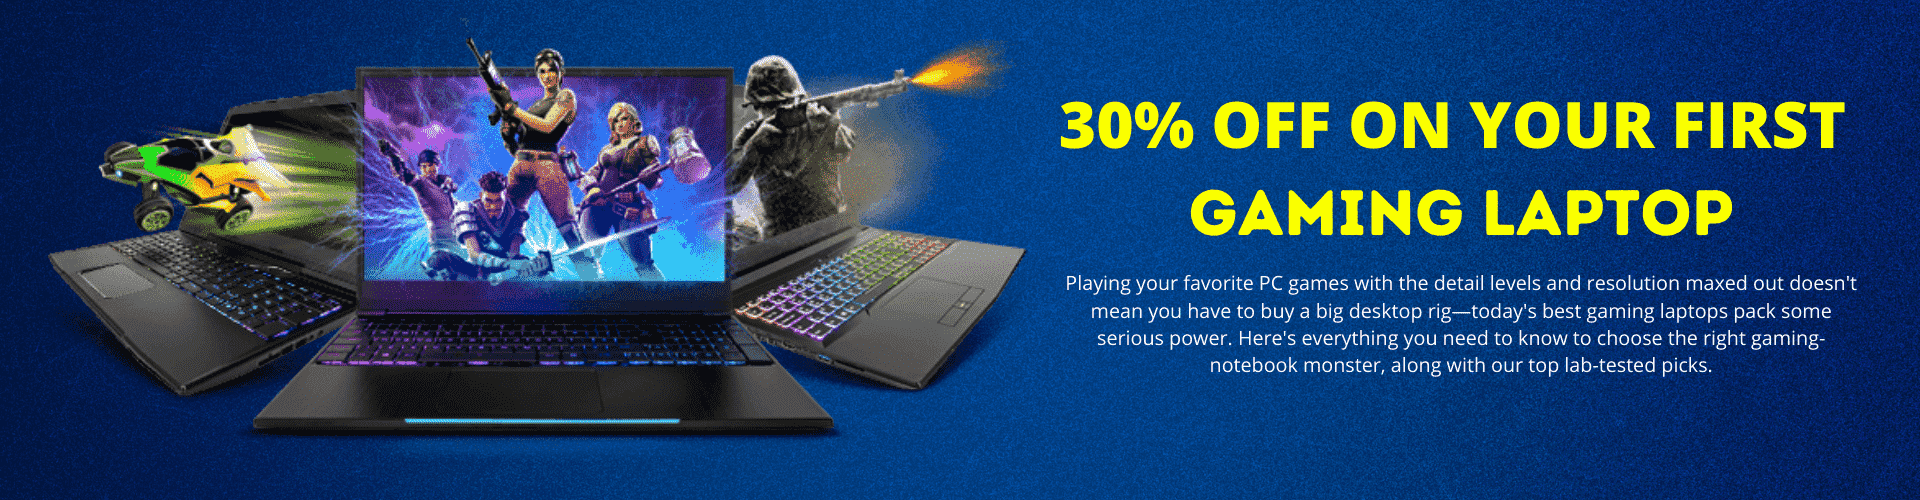 30% OFF ON YOUR FIRST
GAMING LAPTOP
Playing your favorite PC games with the detail levels and resolution maxed out doesn't
mean you have to buy a big desktop rig—today's best gaming laptops pack some
serious power. Here's everything you need to know to choose the right gaming-
notebook monster, along with our top lab-tested picks.